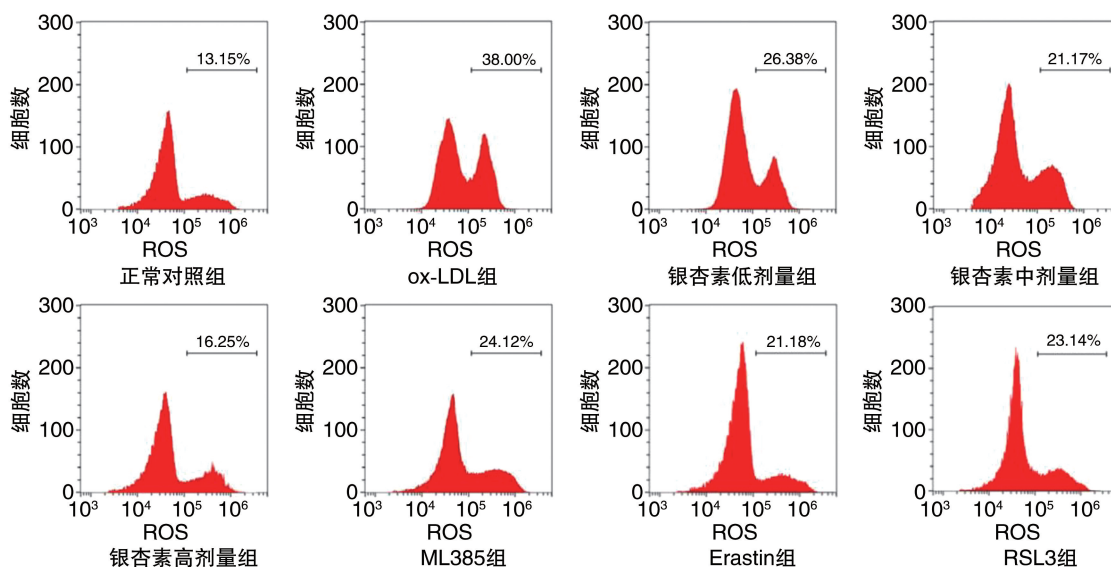 300
200
100
0
细胞数
13.15%
10³ 10⁴ 10⁵ 10⁶
ROS
正常对照组
300
200
100
0
细胞数
38.00%
10³ 10⁴ 10⁵ 10⁶
ROS
ox-LDL组
300
200
100
0
细胞数
26.38%
10³ 10⁴ 10⁵ 10⁶
ROS
银杏素低剂量组
300
200
100
0
细胞数
21.17%
10³ 10⁴ 10⁵ 10⁶
ROS
银杏素中剂量组
300
200
100
0
细胞数
16.25%
10³ 10⁴ 10⁵ 10⁶
ROS
银杏素高剂量组
300
200
100
0
细胞数
24.12%
10³ 10⁴ 10⁵ 10⁶
ROS
ML385组
300
200
100
0
细胞数
21.18%
10³ 10⁴ 10⁵ 10⁶
ROS
Erastin组
300
200
100
0
细胞数
23.14%
10³ 10⁴ 10⁵ 10⁶
ROS
RSL3组